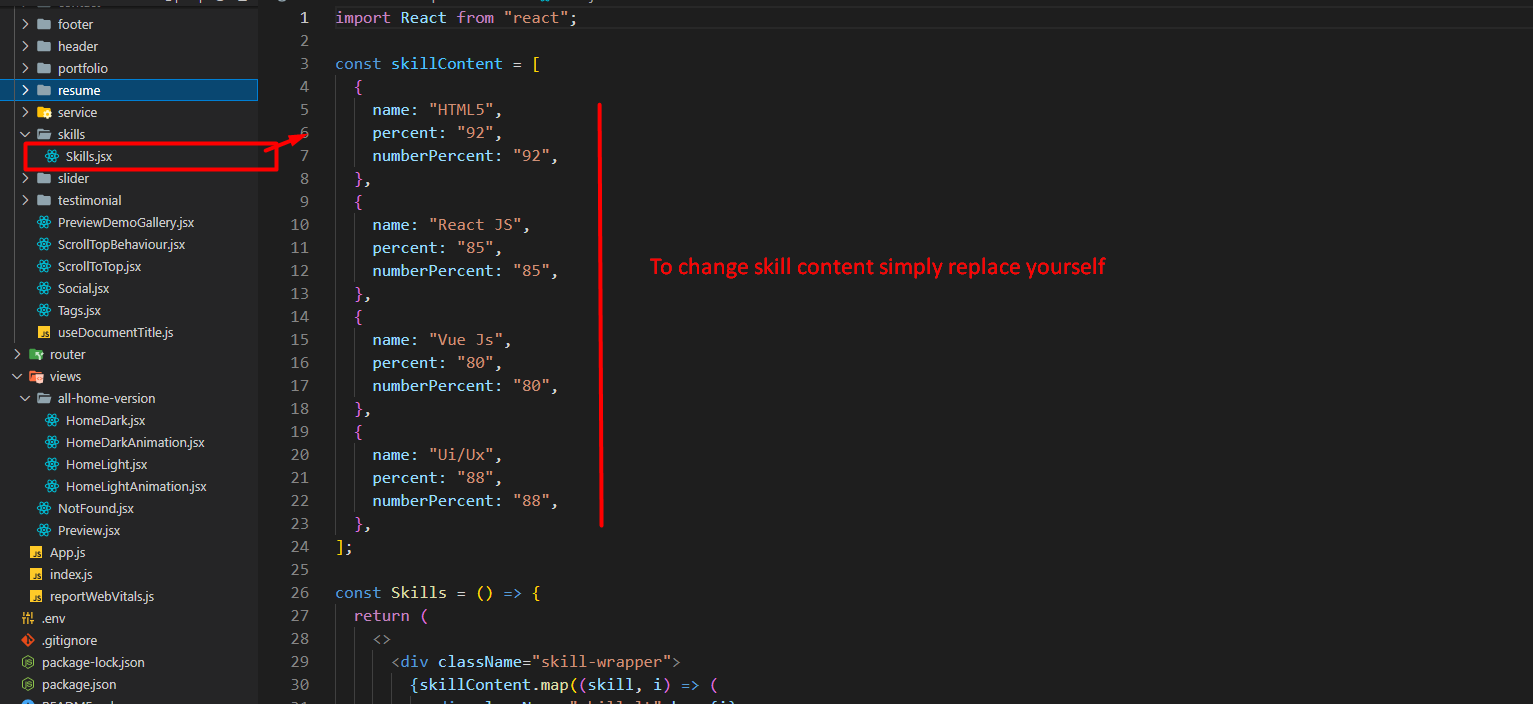 footer
header
portfolio
resume
service
skills
Skills.jsx
slider
testimonial
PreviewDemoGallery.jsx
ScrollTopBehaviour.jsx
ScrollToTop.jsx
Social.jsx
Tags.jsx
useDocumentTitle.js
router
views
all-home-version
HomeDark.jsx
HomeDarkAnimation.jsx
HomeLight.jsx
HomeLightAnimation.jsx
NotFound.jsx
Preview.jsx
JS App.js
JS index.js
JS reportWebVitals.js
.env
.gitignore
package-lock.json
package.json
1 import React from "react";
2
3 const skillContent = [
4 {
5 name: "HTML5",
6 percent: "92",
7 numberPercent: "92",
8 },
9 {
10 name: "React JS",
11 percent: "85",
12 numberPercent: "85",
13 },
14 {
15 name: "Vue Js",
16 percent: "80",
17 numberPercent: "80",
18 },
19 {
20 name: "Ui/Ux",
21 percent: "88",
22 numberPercent: "88",
23 },
24 ];
25
26 const Skills = () => {
27 return (
28 <>
29 <div className="skill-wrapper">
30 {skillContent.map((skill, i) => (
To change skill content simply replace yourself